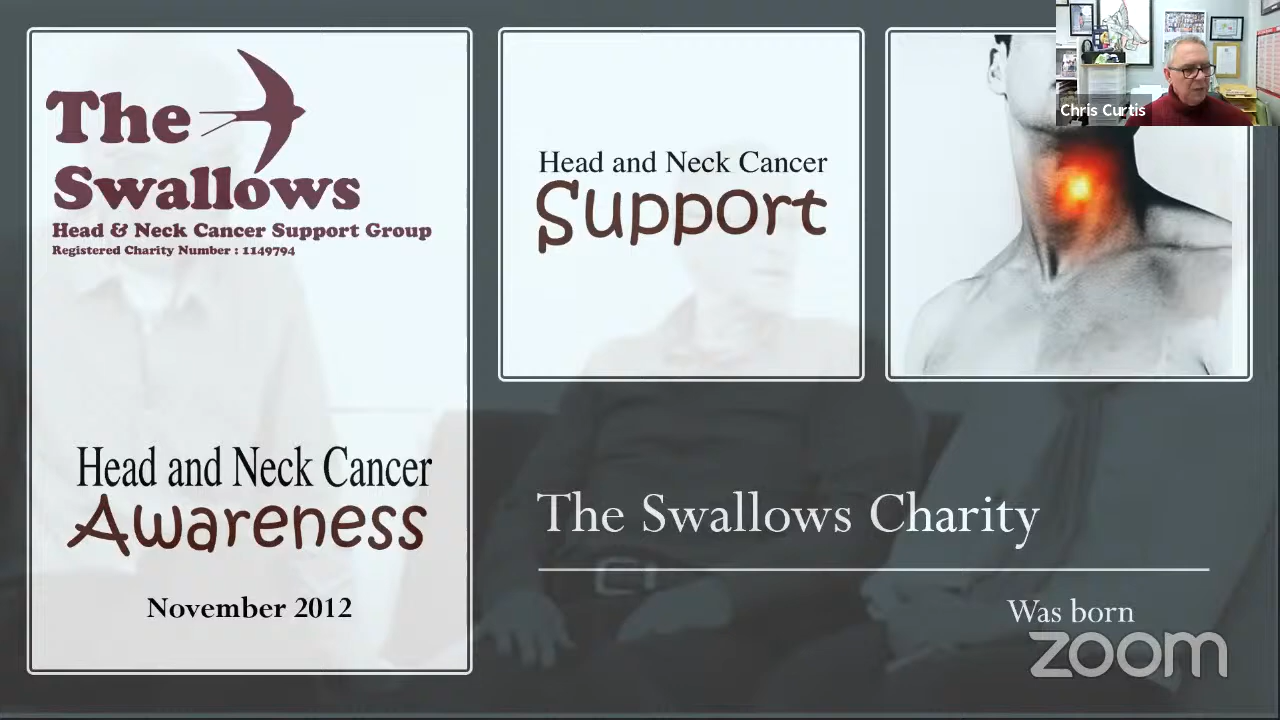 The
Swallows
Head & Neck Cancer Support Group
Registered Charity Number : 1149794
Head and Neck Cancer
Awareness
November 2012
Head and Neck Cancer
Support
Chris Curtis
The Swallows Charity
Was born
zoom